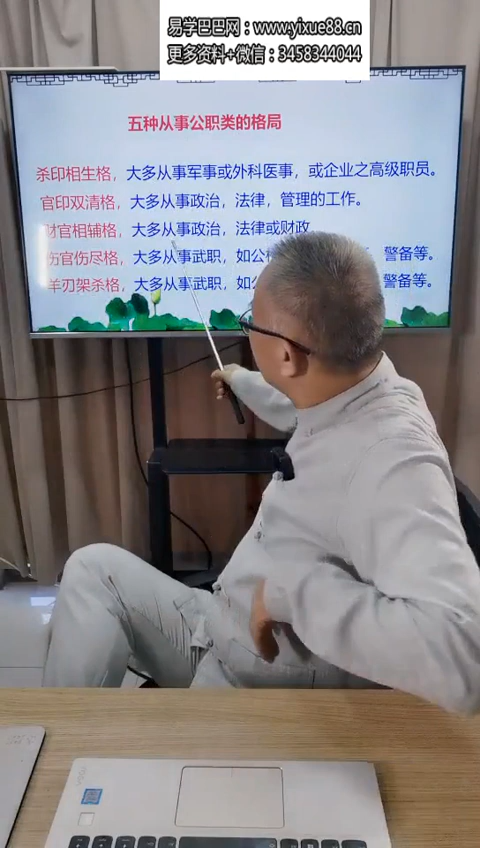 易学巴巴网：www.yixue88.cn
更多资料+微信：3458344044
五种从事公职类的格局
杀印相生格，大多从事军事或外科医事，或企业之高级职员。
官印双清格，大多从事政治，法律，管理的工作。
财官相辅格，大多从事政治，法律或财政
伤官伤尽格，大多从事武职，如公 警备等。
羊刃架杀格，大多从事武职，如公 警备等。